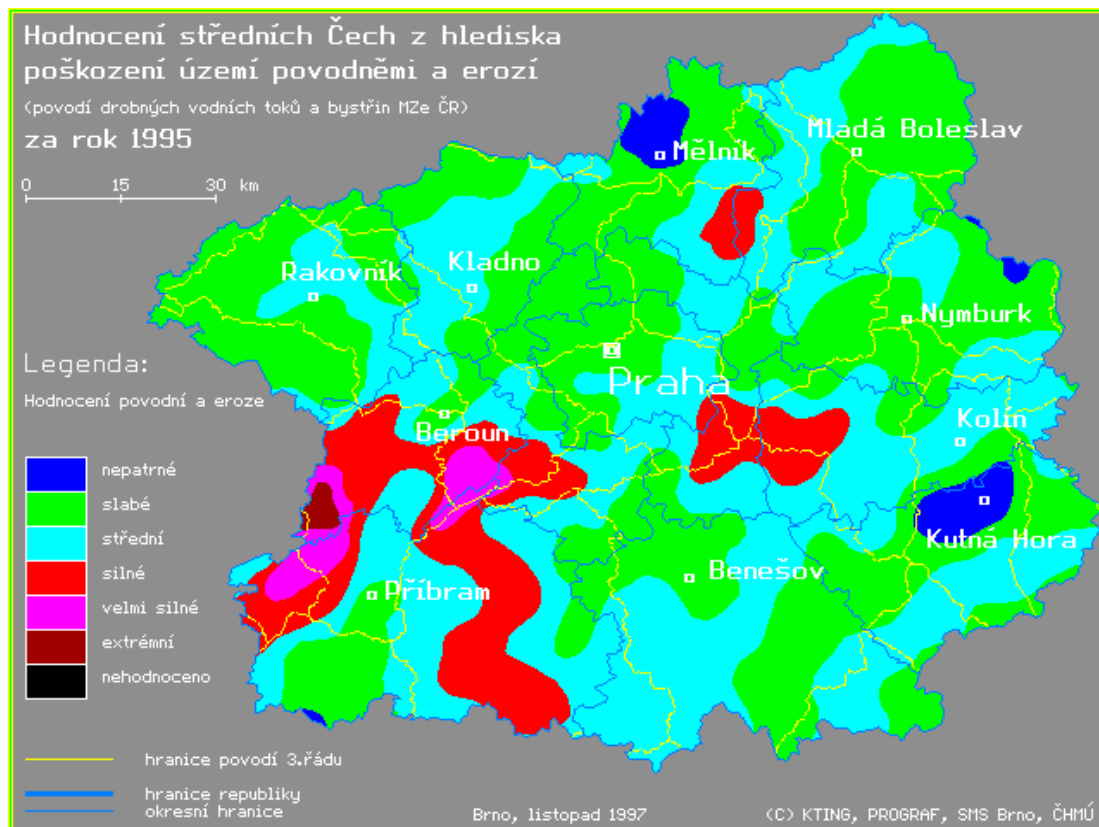 Hodnocení středních Čech z hlediska
poškození území povodněmi a erozí
(povodí drobných vodních toků a bystřin MZe ČR)
za rok 1995
0 15 30 km
Mělník
Mladá Boleslav
Rakovník
Kladno
Nymburk
Praha
Beroun
Kolín
Kutná Hora
Benešov
Příbram
Legenda:
Hodnocení povodní a eroze
nepatrné
slabé
střední
silné
velmi silné
extrémní
nehodnoceno
hranice povodí 3.řádu
hranice republiky
okresní hranice
Brno, listopad 1997
(C) KTING, PROGRAF, SMS Brno, ČHMÚ